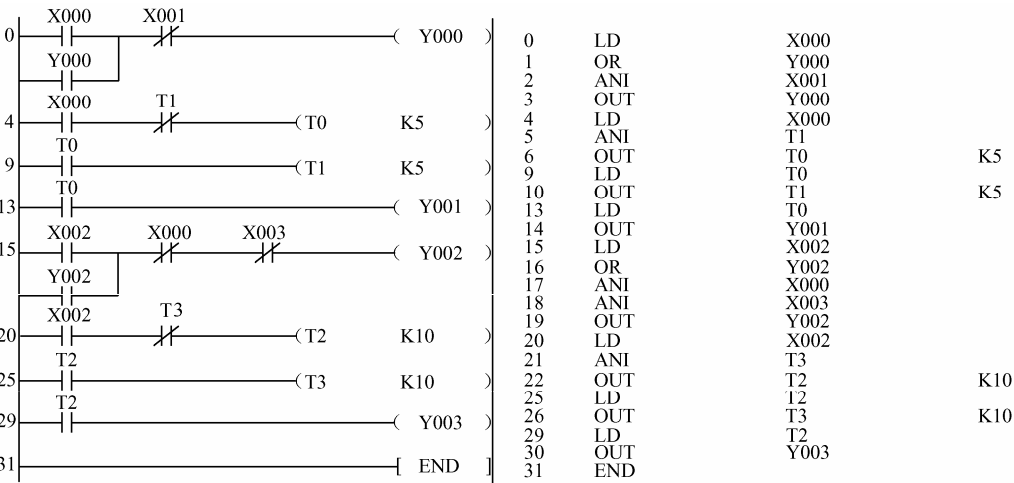 X000 X001
0 ( Y000 )
Y000
X000 T1
4 ( T0 K5 )
T0
9 ( T1 K5 )
T0
13 ( Y001 )
X002 X000 X003
15 ( Y002 )
Y002
X002 T3
20 ( T2 K10 )
T2
25 ( T3 K10 )
T2
29 ( Y003 )
31 [ END ]
0 LD X000
1 OR Y000
2 ANI X001
3 OUT Y000
4 LD X000
5 ANI T1
6 OUT T0 K5
9 LD T0
10 OUT T1 K5
13 LD T0
14 OUT Y001
15 LD X002
16 OR Y002
17 ANI X000
18 ANI X003
19 OUT Y002
20 LD X002
21 ANI T3
22 OUT T2 K10
25 LD T2
26 OUT T3 K10
29 LD T2
30 OUT Y003
31 END